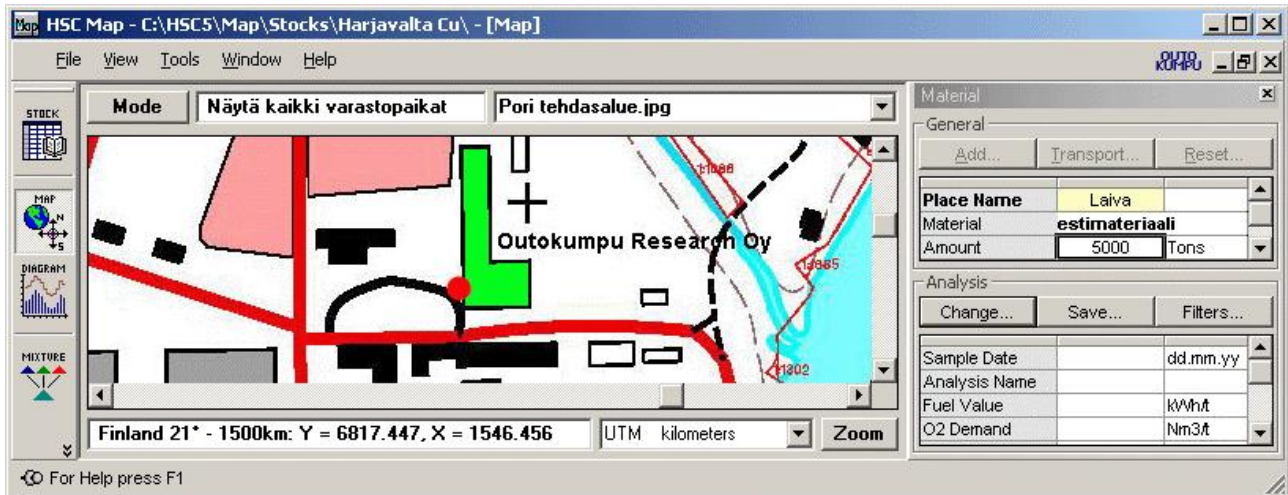 Map HSC Map - C:\HSC5\Map\Stocks\Harjavalta Cu\ - [Map]
File View Tools Window Help
OUTO
KUMPU
STOCK
MAP
N
S
DIAGRAM
MIXTURE
Mode Näytä kaikki varastopaikat Pori tehdasalue.jpg
11086
Outokumpu Research Oy
11302
Finland 21° - 1500km: Y = 6817.447, X = 1546.456 UTM kilometers Zoom
Material
General
Add... Transport... Reset...
Place Name Laiva
Material estimateriaali
Amount 5000 Tons
Analysis
Change... Save... Filters...
Sample Date dd.mm.yy
Analysis Name
Fuel Value kWh/t
O2 Demand Nm3/t
For Help press F1